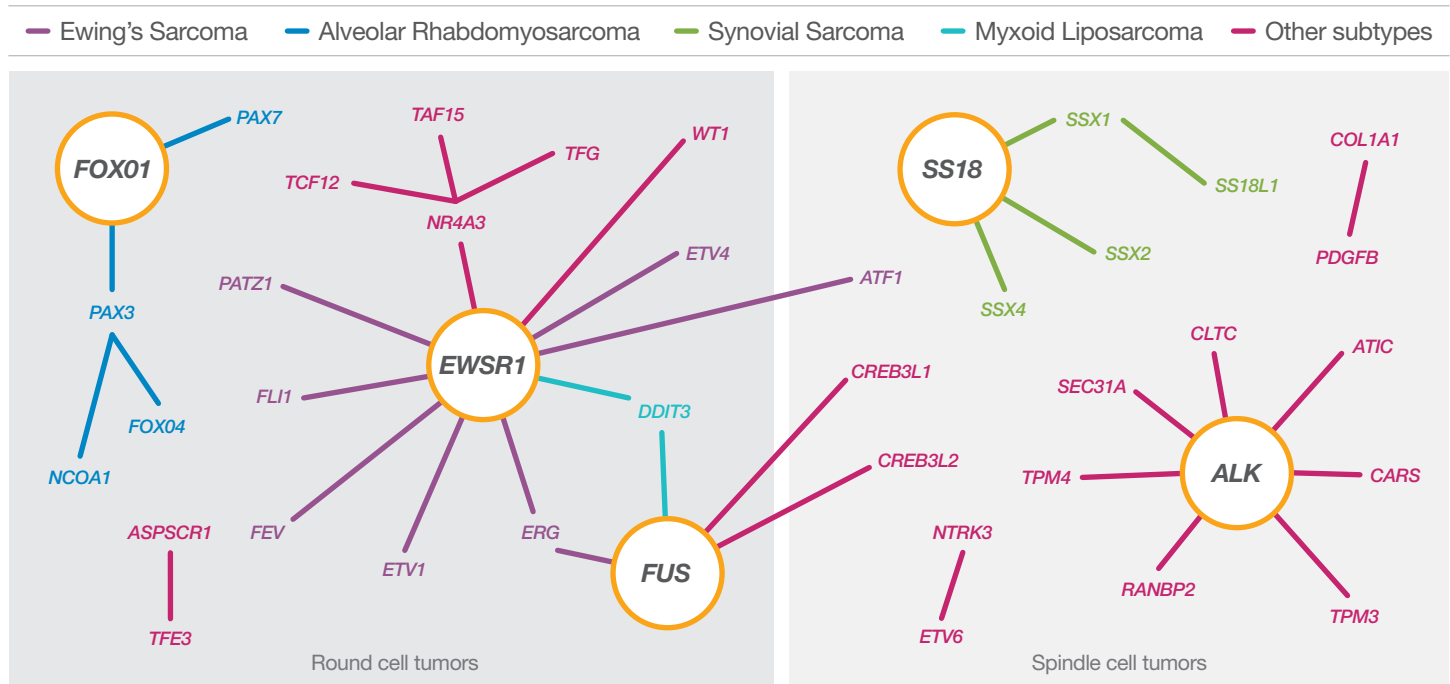 Ewing's Sarcoma
Alveolar Rhabdomyosarcoma
Synovial Sarcoma
Myxoid Liposarcoma
Other subtypes
FOX01
PAX7
PAX3
FOX04
NCOA1
ASPSCR1
TFE3
TAF15
TFG
TCF12
NR4A3
WT1
ETV4
PATZ1
ATF1
EWSR1
FLI1
DDIT3
FEV
ETV1
ERG
FUS
CREB3L1
CREB3L2
Round cell tumors
SS18
SSX1
SS18L1
SSX2
SSX4
COL1A1
PDGFB
CLTC
ATIC
SEC31A
TPM4
ALK
CARS
RANBP2
TPM3
NTRK3
ETV6
Spindle cell tumors